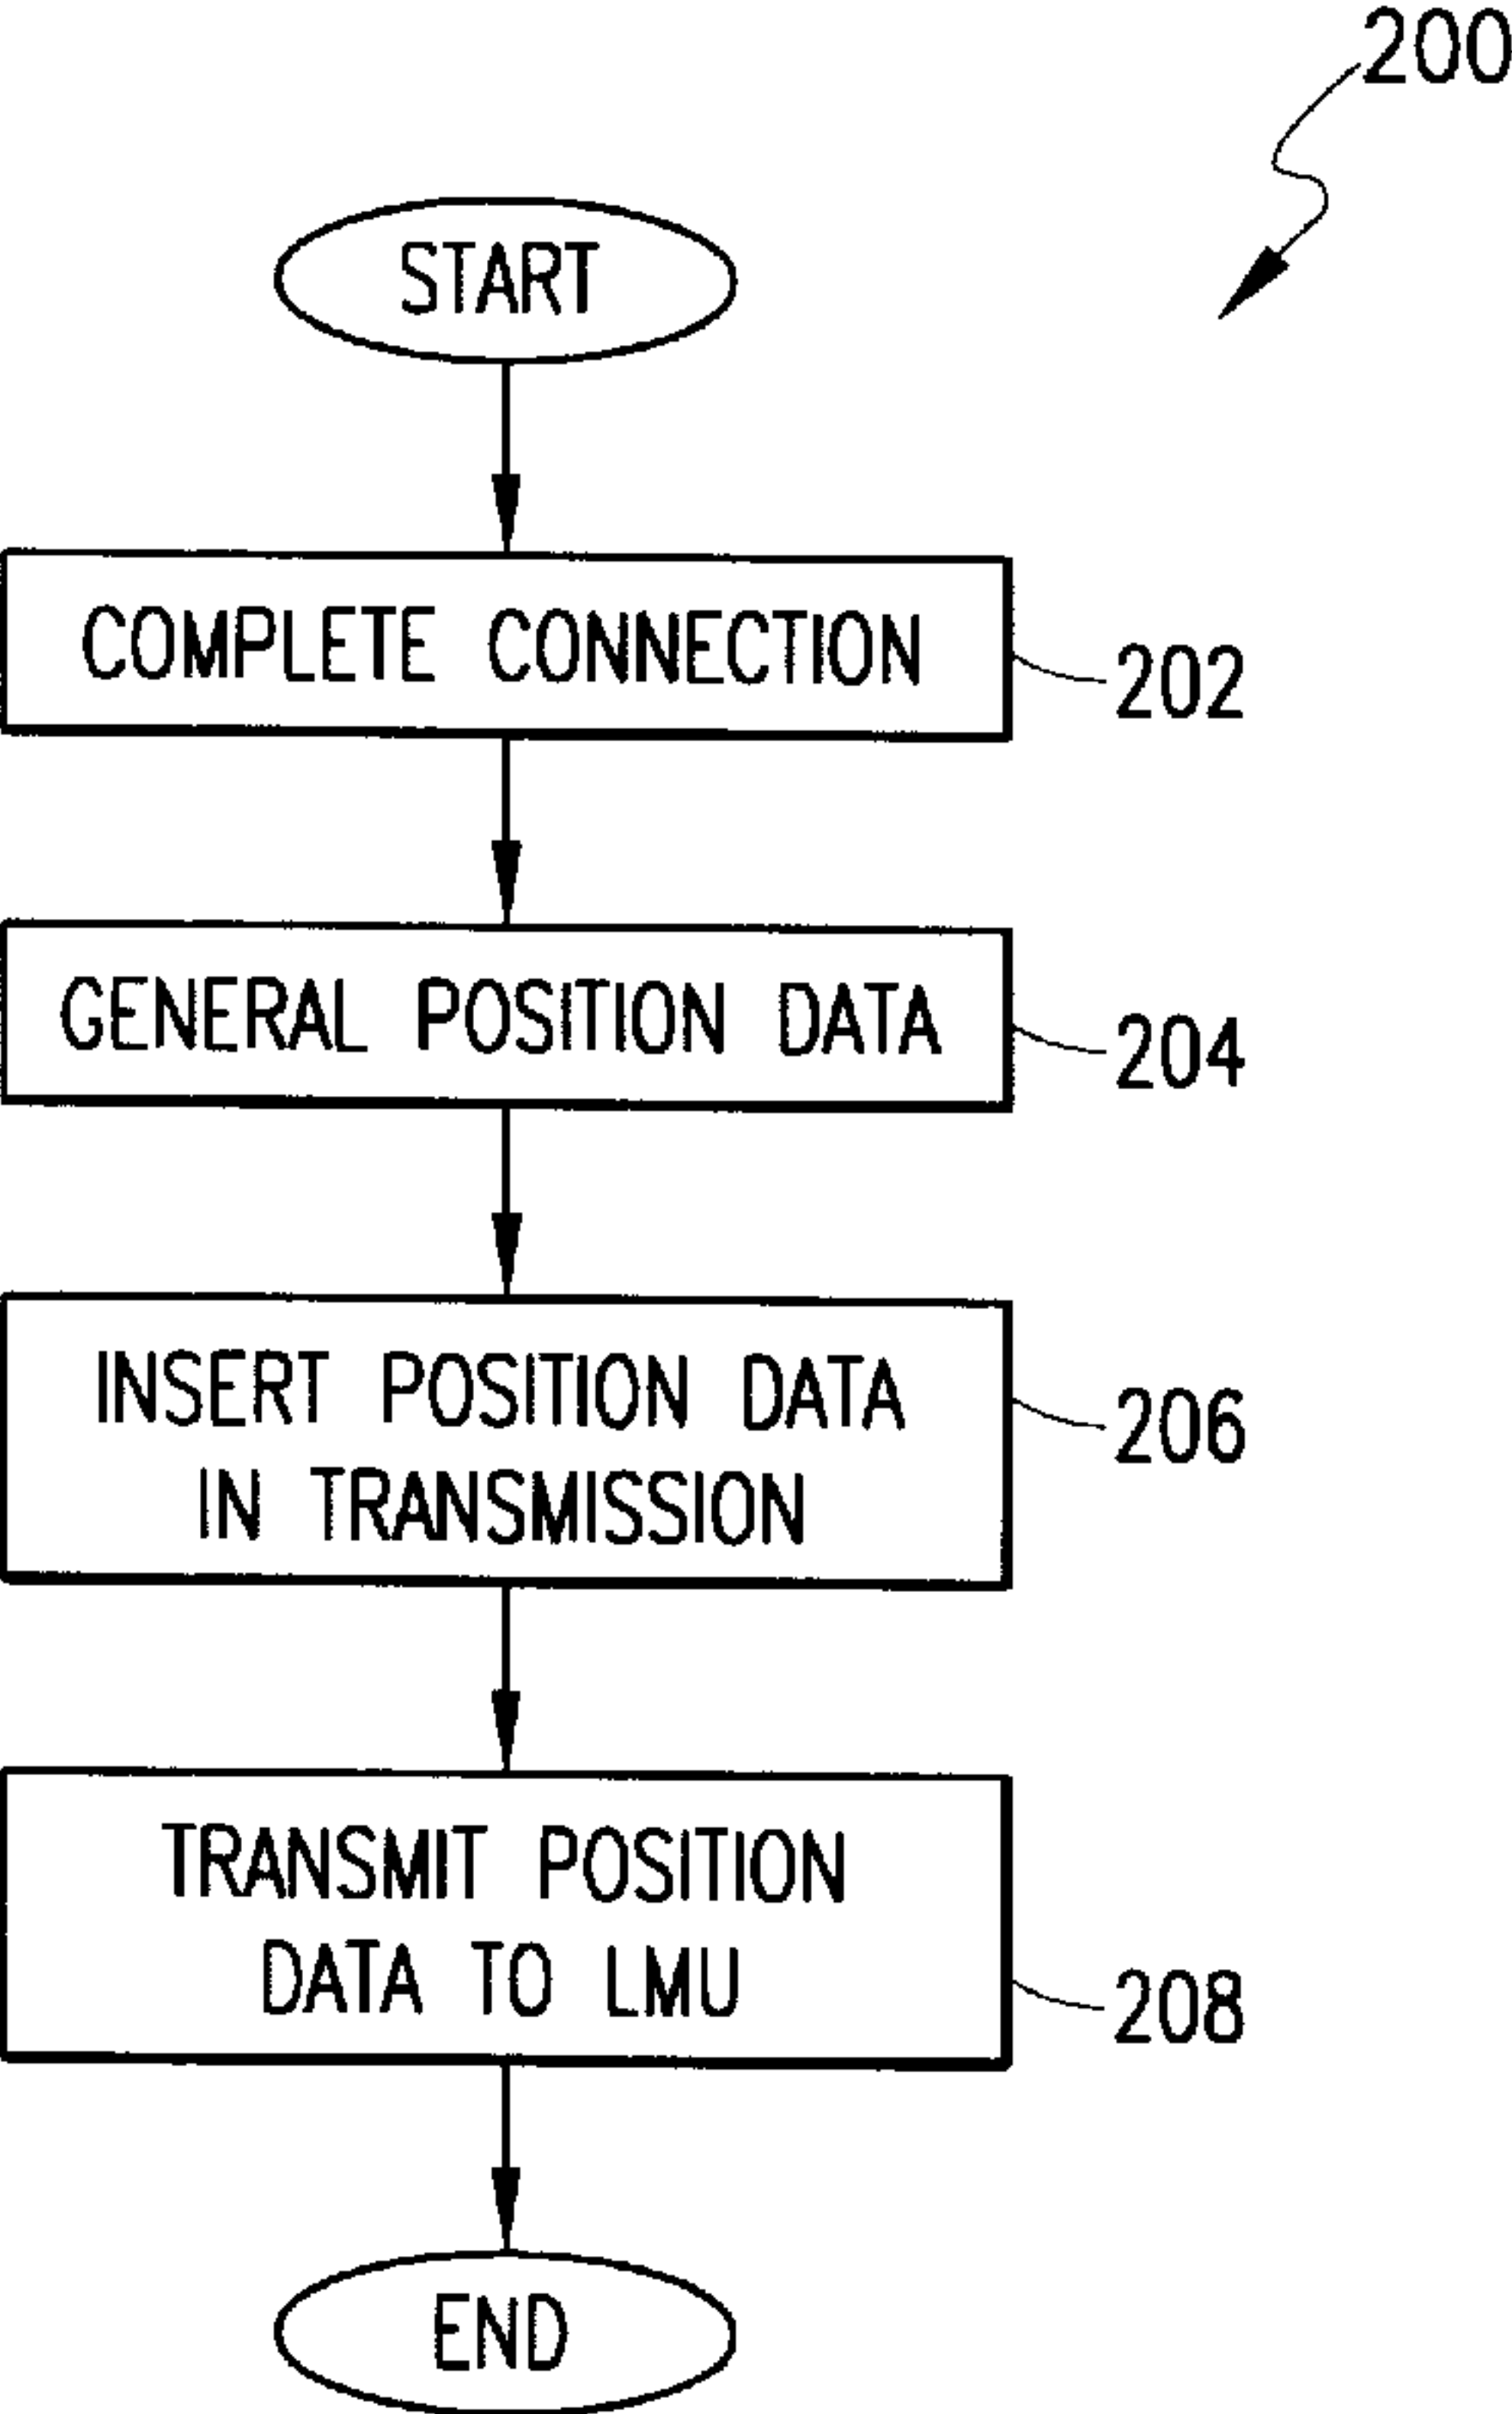 200
START
COMPLETE CONNECTION
202
GENERAL POSITION DATA
204
INSERT POSITION DATA
IN TRANSMISSION
206
TRANSMIT POSITION
DATA TO LMU
208
END